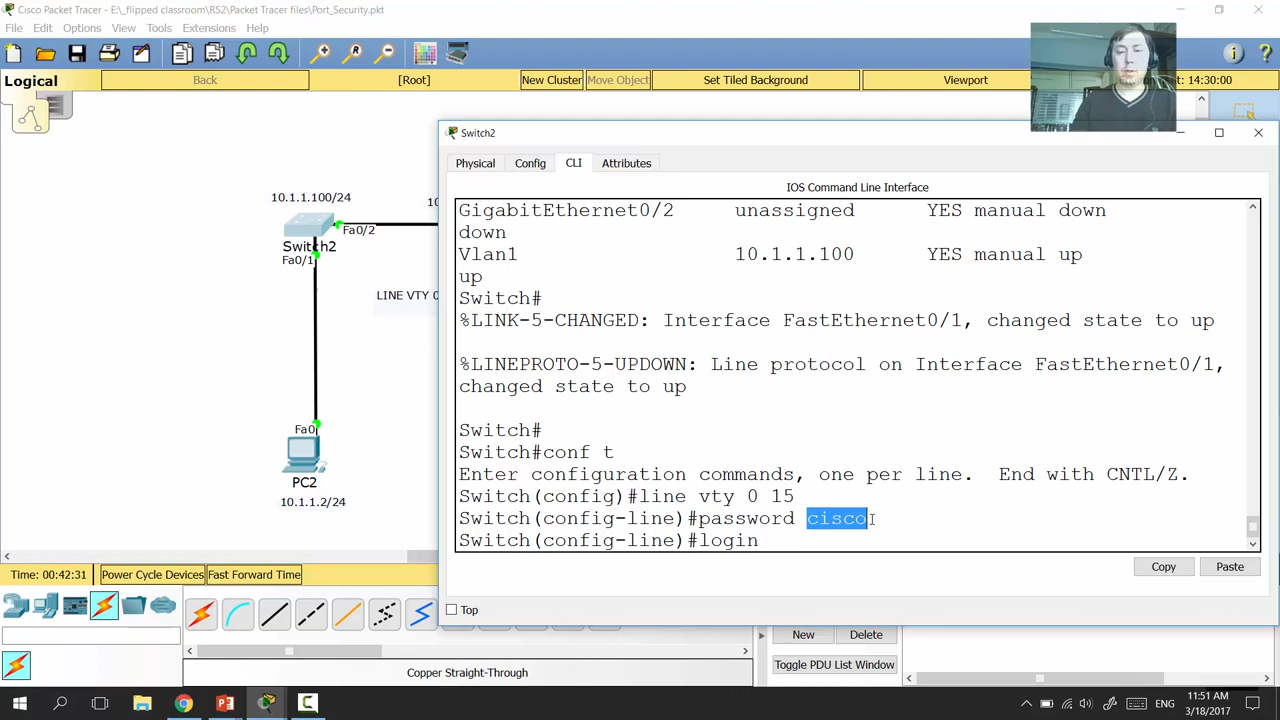 Cisco Packet Tracer - E:\_flipped classroom\RS2\Packet Tracer files\Port_Security.pkt
File Edit Options View Tools Extensions Help
Logical Back [Root] New Cluster Move Object Set Tiled Background Viewport 14:30:00
Switch2
Physical Config CLI Attributes
IOS Command Line Interface
GigabitEthernet0/2 unassigned YES manual down
down
Vlan1 10.1.1.100 YES manual up
up
Switch#
%LINK-5-CHANGED: Interface FastEthernet0/1, changed state to up
%LINEPROTO-5-UPDOWN: Line protocol on Interface FastEthernet0/1,
changed state to up
Switch#
Switch#conf t
Enter configuration commands, one per line. End with CNTL/Z.
Switch(config)#line vty 0 15
Switch(config-line)#password cisco
Switch(config-line)#login
Copy Paste
Top
10.1.1.100/24
10
Fa0/2
Switch2
Fa0/1
LINE VTY 0
Fa0
PC2
10.1.1.2/24
Time: 00:42:31 Power Cycle Devices Fast Forward Time
New Delete
Toggle PDU List Window
Copper Straight-Through
ENG
11:51 AM
3/18/2017